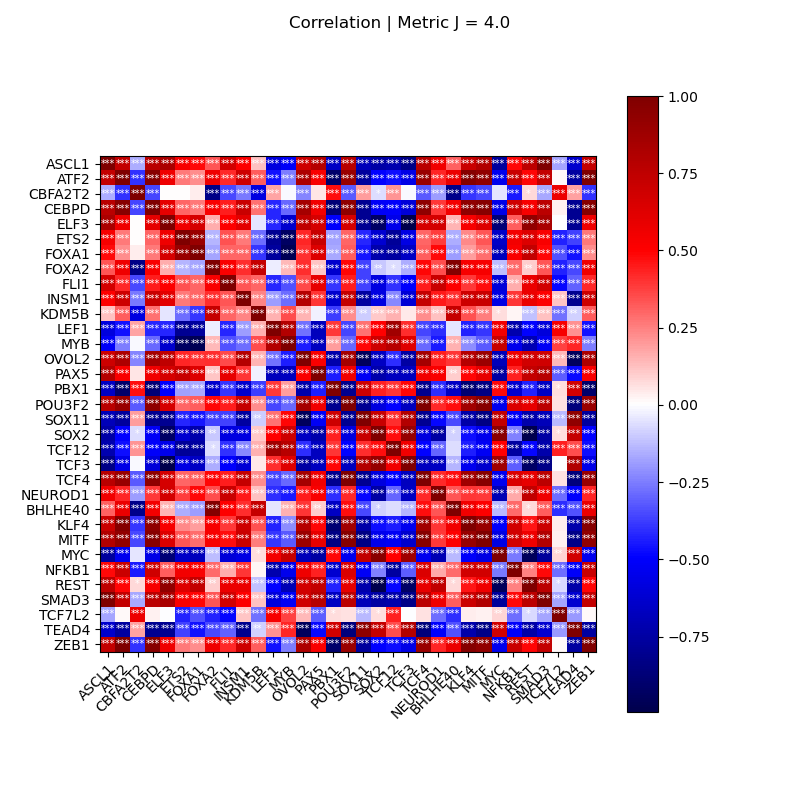 Correlation | Metric J = 4.0
ASCL1
ATF2
CBFA2T2
CEBPD
ELF3
ETS2
FOXA1
FOXA2
FLI1
INSM1
KDM5B
LEF1
MYB
OVOL2
PAX5
PBX1
POU3F2
SOX11
SOX2
TCF12
TCF3
TCF4
NEUROD1
BHLHE40
KLF4
MITF
MYC
NFKB1
REST
SMAD3
TCF7L2
TEAD4
ZEB1
ASCL1
ATF2
CBFA2T2
CEBPD
ELF3
ETS2
FOXA1
FOXA2
FLI1
INSM1
KDM5B
LEF1
MYB
OVOL2
PAX5
PBX1
POU3F2
SOX11
SOX2
TCF12
TCF3
TCF4
NEUROD1
BHLHE40
KLF4
MITF
MYC
NFKB1
REST
SMAD3
TCF7L2
TEAD4
ZEB1
1.00
0.75
0.50
0.25
0.00
−0.25
−0.50
−0.75